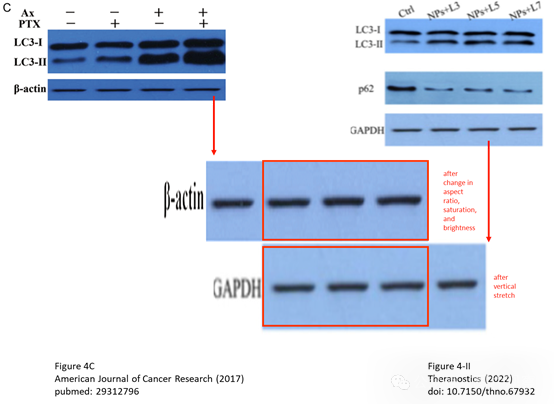 C
Ax – – + +
PTX – + – +
LC3-I
LC3-II
β-actin
Ctrl NPs+L3 NPs+L5 NPs+L7
LC3-I
LC3-II
p62
GAPDH
β-actin
after
change in
aspect
ratio,
saturation,
and
brightness
GAPDH
after
vertical
stretch
Figure 4C
American Journal of Cancer Research (2017)
pubmed: 29312796
Figure 4-II
Theranostics (2022)
doi: 10.7150/thno.67932